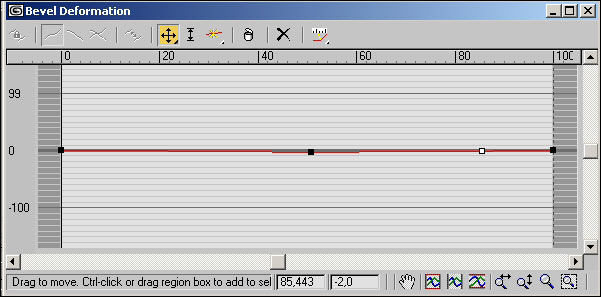 Bevel Deformation
0 20 40 60 80 100
99
0
-100
Drag to move. Ctrl-click or drag region box to add to sel 85,443 -2,0